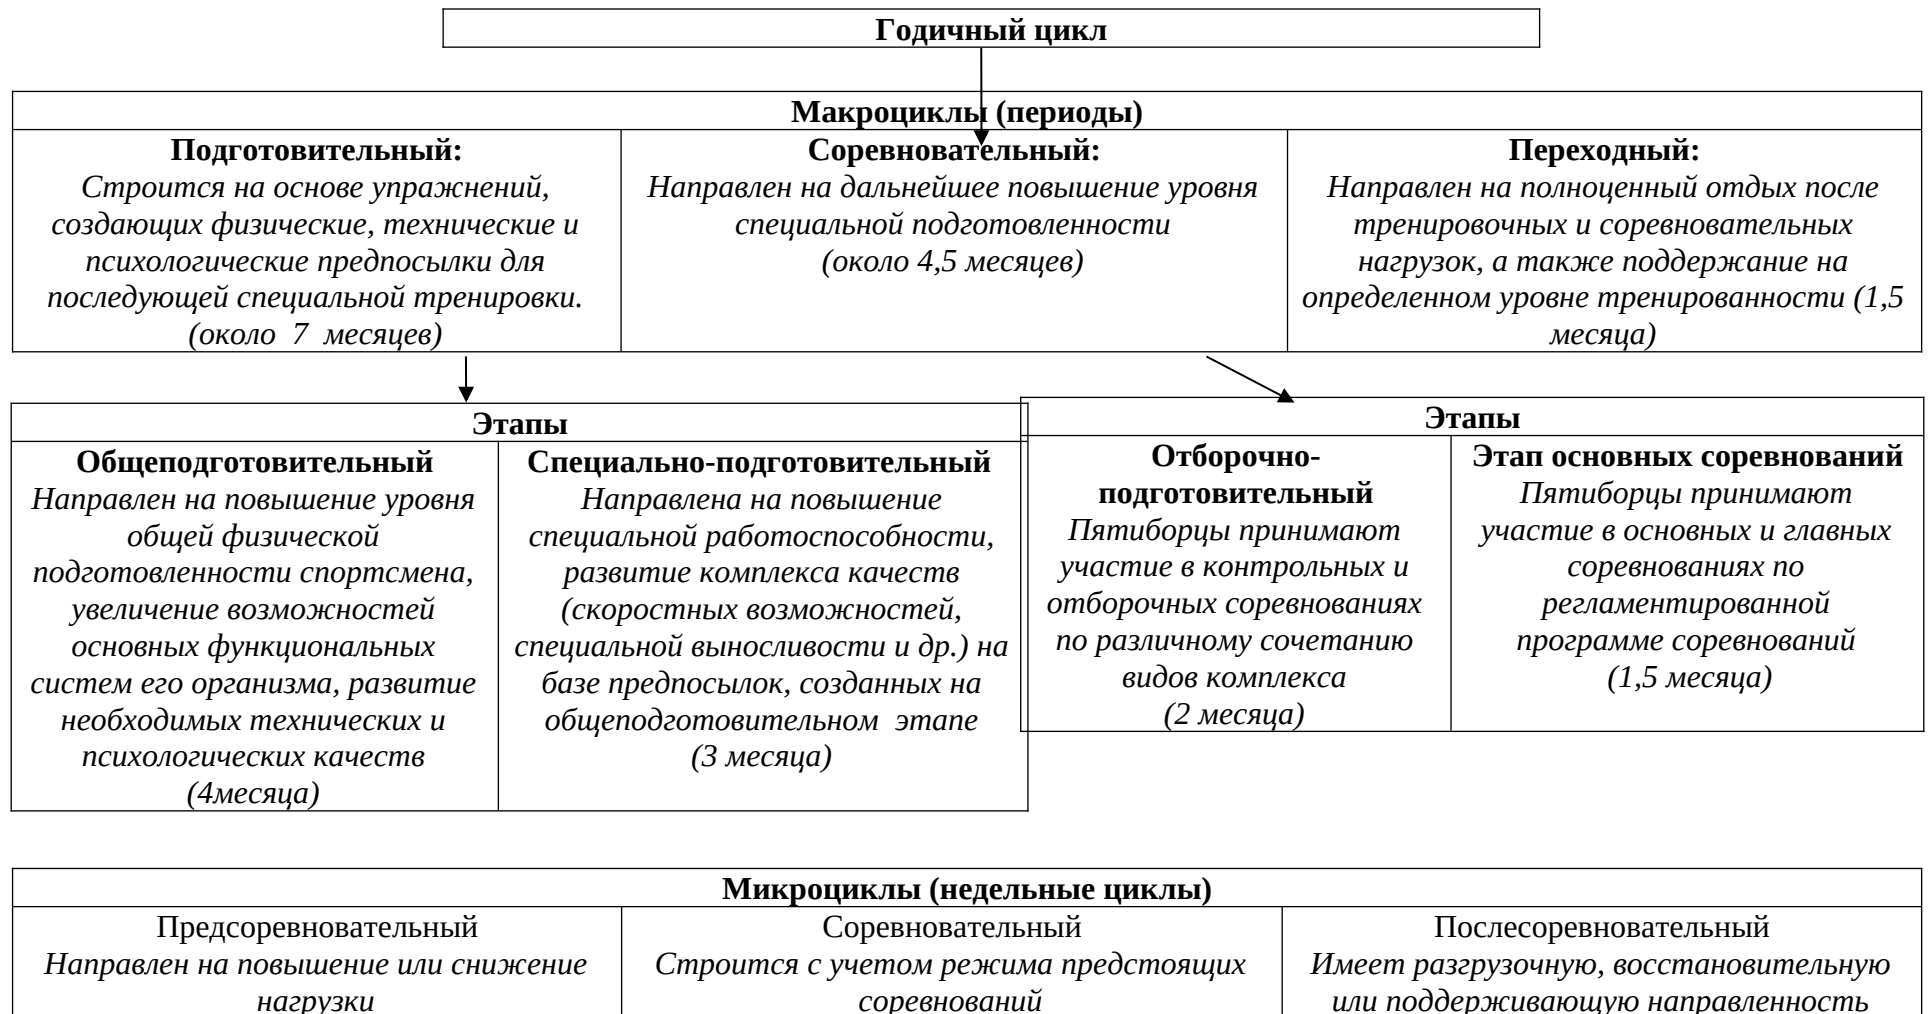 Годичный цикл
Макроциклы (периоды)
Подготовительный:
Строится на основе упражнений,
создающих физические, технические и
психологические предпосылки для
последующей специальной тренировки.
(около 7 месяцев)
Соревновательный:
Направлен на дальнейшее повышение уровня
специальной подготовленности
(около 4,5 месяцев)
Переходный:
Направлен на полноценный отдых после
тренировочных и соревновательных
нагрузок, а также поддержание на
определенном уровне тренированности (1,5
месяца)
Этапы
Общеподготовительный
Направлен на повышение уровня
общей физической
подготовленности спортсмена,
увеличение возможностей
основных функциональных
систем его организма, развитие
необходимых технических и
психологических качеств
(4месяца)
Специально-подготовительный
Направлена на повышение
специальной работоспособности,
развитие комплекса качеств
(скоростных возможностей,
специальной выносливости и др.) на
базе предпосылок, созданных на
общеподготовительном этапе
(3 месяца)
Этапы
Отборочно-
подготовительный
Пятиборцы принимают
участие в контрольных и
отборочных соревнованиях
по различному сочетанию
видов комплекса
(2 месяца)
Этап основных соревнований
Пятиборцы принимают
участие в основных и главных
соревнованиях по
регламентированной
программе соревнований
(1,5 месяца)
Микроциклы (недельные циклы)
Предсоревновательный
Направлен на повышение или снижение
нагрузки
Соревновательный
Строится с учетом режима предстоящих
соревнований
Послесоревновательный
Имеет разгрузочную, восстановительную
или поддерживающую направленность